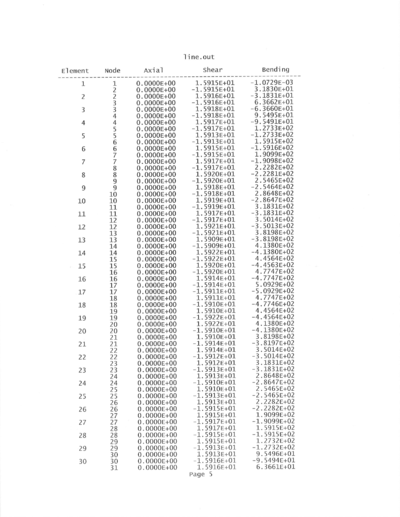 line.out
Element Node Axial Shear Bending
1 1 0.0000E+00 1.5915E+01 -1.0729E-03
2 0.0000E+00 -1.5915E+01 3.1830E+01
2 2 0.0000E+00 1.5916E+01 -3.1831E+01
3 0.0000E+00 -1.5916E+01 6.3662E+01
3 3 0.0000E+00 1.5918E+01 -6.3660E+01
4 0.0000E+00 -1.5918E+01 9.5495E+01
4 4 0.0000E+00 1.5917E+01 -9.5491E+01
5 0.0000E+00 -1.5917E+01 1.2733E+02
5 5 0.0000E+00 1.5913E+01 -1.2733E+02
6 0.0000E+00 -1.5913E+01 1.5915E+02
6 6 0.0000E+00 1.5915E+01 -1.5916E+02
7 0.0000E+00 -1.5915E+01 1.9099E+02
7 7 0.0000E+00 1.5917E+01 -1.9098E+02
8 0.0000E+00 -1.5917E+01 2.2282E+02
8 8 0.0000E+00 1.5920E+01 -2.2281E+02
9 0.0000E+00 -1.5920E+01 2.5465E+02
9 9 0.0000E+00 1.5918E+01 -2.5464E+02
10 0.0000E+00 -1.5918E+01 2.8648E+02
10 10 0.0000E+00 1.5919E+01 -2.8647E+02
11 0.0000E+00 -1.5919E+01 3.1831E+02
11 11 0.0000E+00 1.5917E+01 -3.1831E+02
12 0.0000E+00 -1.5917E+01 3.5014E+02
12 12 0.0000E+00 1.5921E+01 -3.5013E+02
13 0.0000E+00 -1.5921E+01 3.8198E+02
13 13 0.0000E+00 1.5909E+01 -3.8198E+02
14 0.0000E+00 -1.5909E+01 4.1380E+02
14 14 0.0000E+00 1.5922E+01 -4.1380E+02
15 0.0000E+00 -1.5922E+01 4.4564E+02
15 15 0.0000E+00 1.5920E+01 -4.4563E+02
16 0.0000E+00 -1.5920E+01 4.7747E+02
16 16 0.0000E+00 1.5914E+01 -4.7747E+02
17 0.0000E+00 -1.5914E+01 5.0929E+02
17 17 0.0000E+00 -1.5911E+01 -5.0929E+02
18 0.0000E+00 1.5911E+01 4.7747E+02
18 18 0.0000E+00 -1.5910E+01 -4.7746E+02
19 0.0000E+00 1.5910E+01 4.4564E+02
19 19 0.0000E+00 -1.5922E+01 -4.4564E+02
20 0.0000E+00 1.5922E+01 4.1380E+02
20 20 0.0000E+00 -1.5910E+01 -4.1380E+02
21 0.0000E+00 1.5910E+01 3.8198E+02
21 21 0.0000E+00 -1.5914E+01 -3.8197E+02
22 0.0000E+00 1.5914E+01 3.5014E+02
22 22 0.0000E+00 -1.5912E+01 -3.5014E+02
23 0.0000E+00 1.5912E+01 3.1831E+02
23 23 0.0000E+00 -1.5913E+01 -3.1831E+02
24 0.0000E+00 1.5913E+01 2.8648E+02
24 24 0.0000E+00 -1.5910E+01 -2.8647E+02
25 0.0000E+00 1.5910E+01 2.5465E+02
25 25 0.0000E+00 -1.5913E+01 -2.5465E+02
26 0.0000E+00 1.5913E+01 2.2282E+02
26 26 0.0000E+00 -1.5915E+01 -2.2282E+02
27 0.0000E+00 1.5915E+01 1.9099E+02
27 27 0.0000E+00 -1.5917E+01 -1.9099E+02
28 0.0000E+00 1.5917E+01 1.5915E+02
28 28 0.0000E+00 -1.5915E+01 -1.5915E+02
29 0.0000E+00 1.5915E+01 1.2732E+02
29 29 0.0000E+00 -1.5913E+01 -1.2732E+02
30 0.0000E+00 1.5913E+01 9.5496E+01
30 30 0.0000E+00 -1.5916E+01 -9.5494E+01
31 0.0000E+00 1.5916E+01 6.3661E+01
Page 5